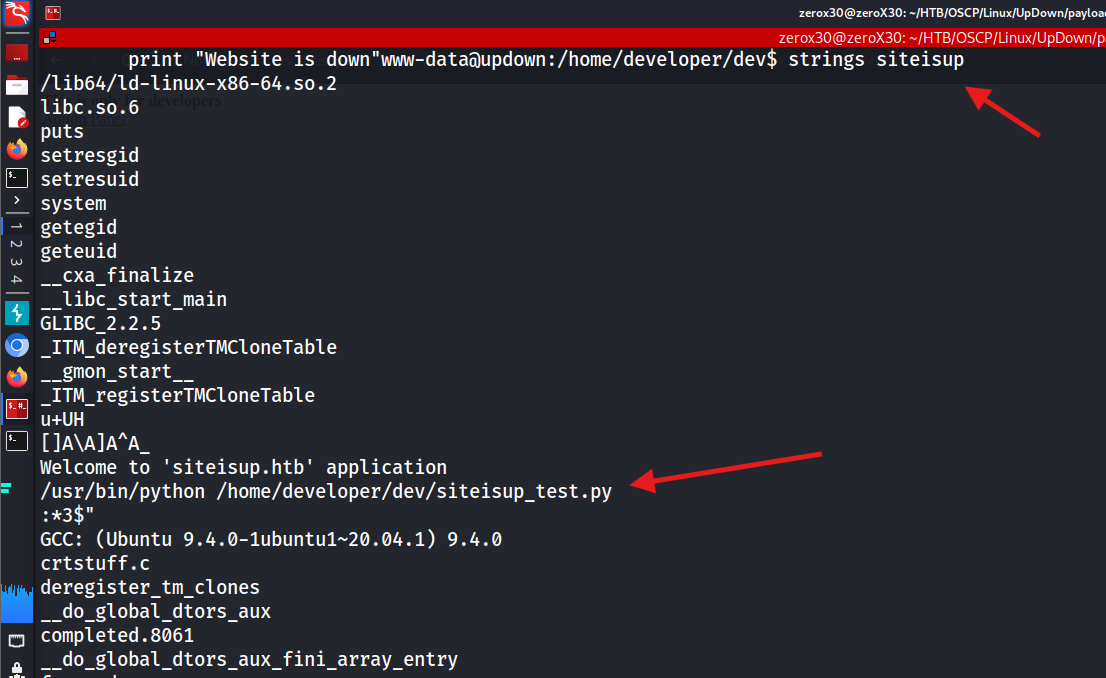 zerox30@zeroX30: ~/HTB/OSCP/Linux/UpDown/payload
zerox30@zeroX30: ~/HTB/OSCP/Linux/UpDown/p
print "Website is down"www-data@updown:/home/developer/dev$ strings siteisup
/lib64/ld-linux-x86-64.so.2
for developers
libc.so.6
puts
setresgid
setresuid
system
getegid
geteuid
__cxa_finalize
__libc_start_main
GLIBC_2.2.5
_ITM_deregisterTMCloneTable
__gmon_start__
_ITM_registerTMCloneTable
u+UH
[]A\A]A^A_
Welcome to 'siteisup.htb' application
/usr/bin/python /home/developer/dev/siteisup_test.py
:*3$"
GCC: (Ubuntu 9.4.0-1ubuntu1~20.04.1) 9.4.0
crtstuff.c
deregister_tm_clones
__do_global_dtors_aux
completed.8061
__do_global_dtors_aux_fini_array_entry
1
2
3
4